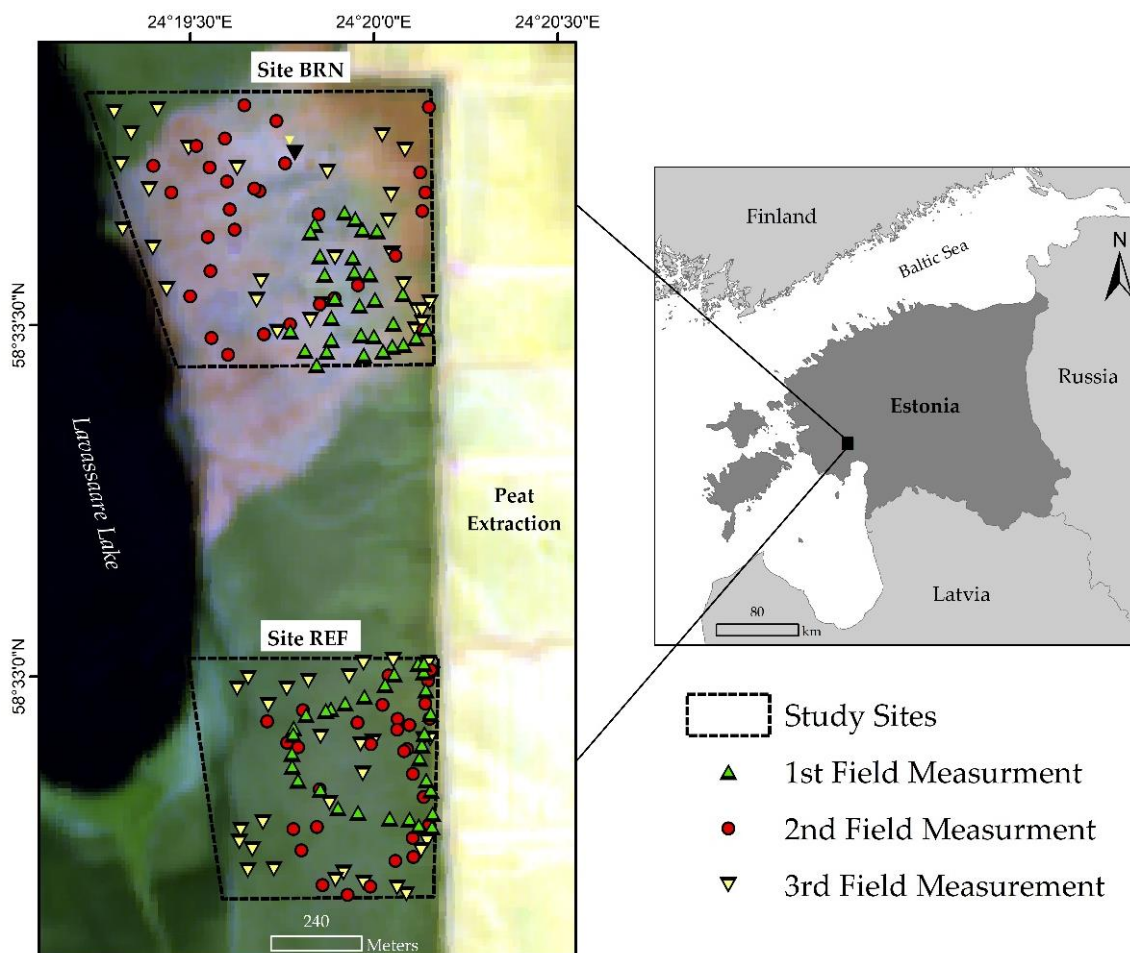 24°19'30"E
24°20'0"E
24°20'30"E
Site BRN
58°33'30"N
Lavassaare Lake
Peat
Extraction
Site REF
58°33'0"N
240
Meters
Finland
Baltic Sea
N
Russia
Estonia
Latvia
80
km
Study Sites
1st Field Measurment
2nd Field Measurment
3rd Field Measurement